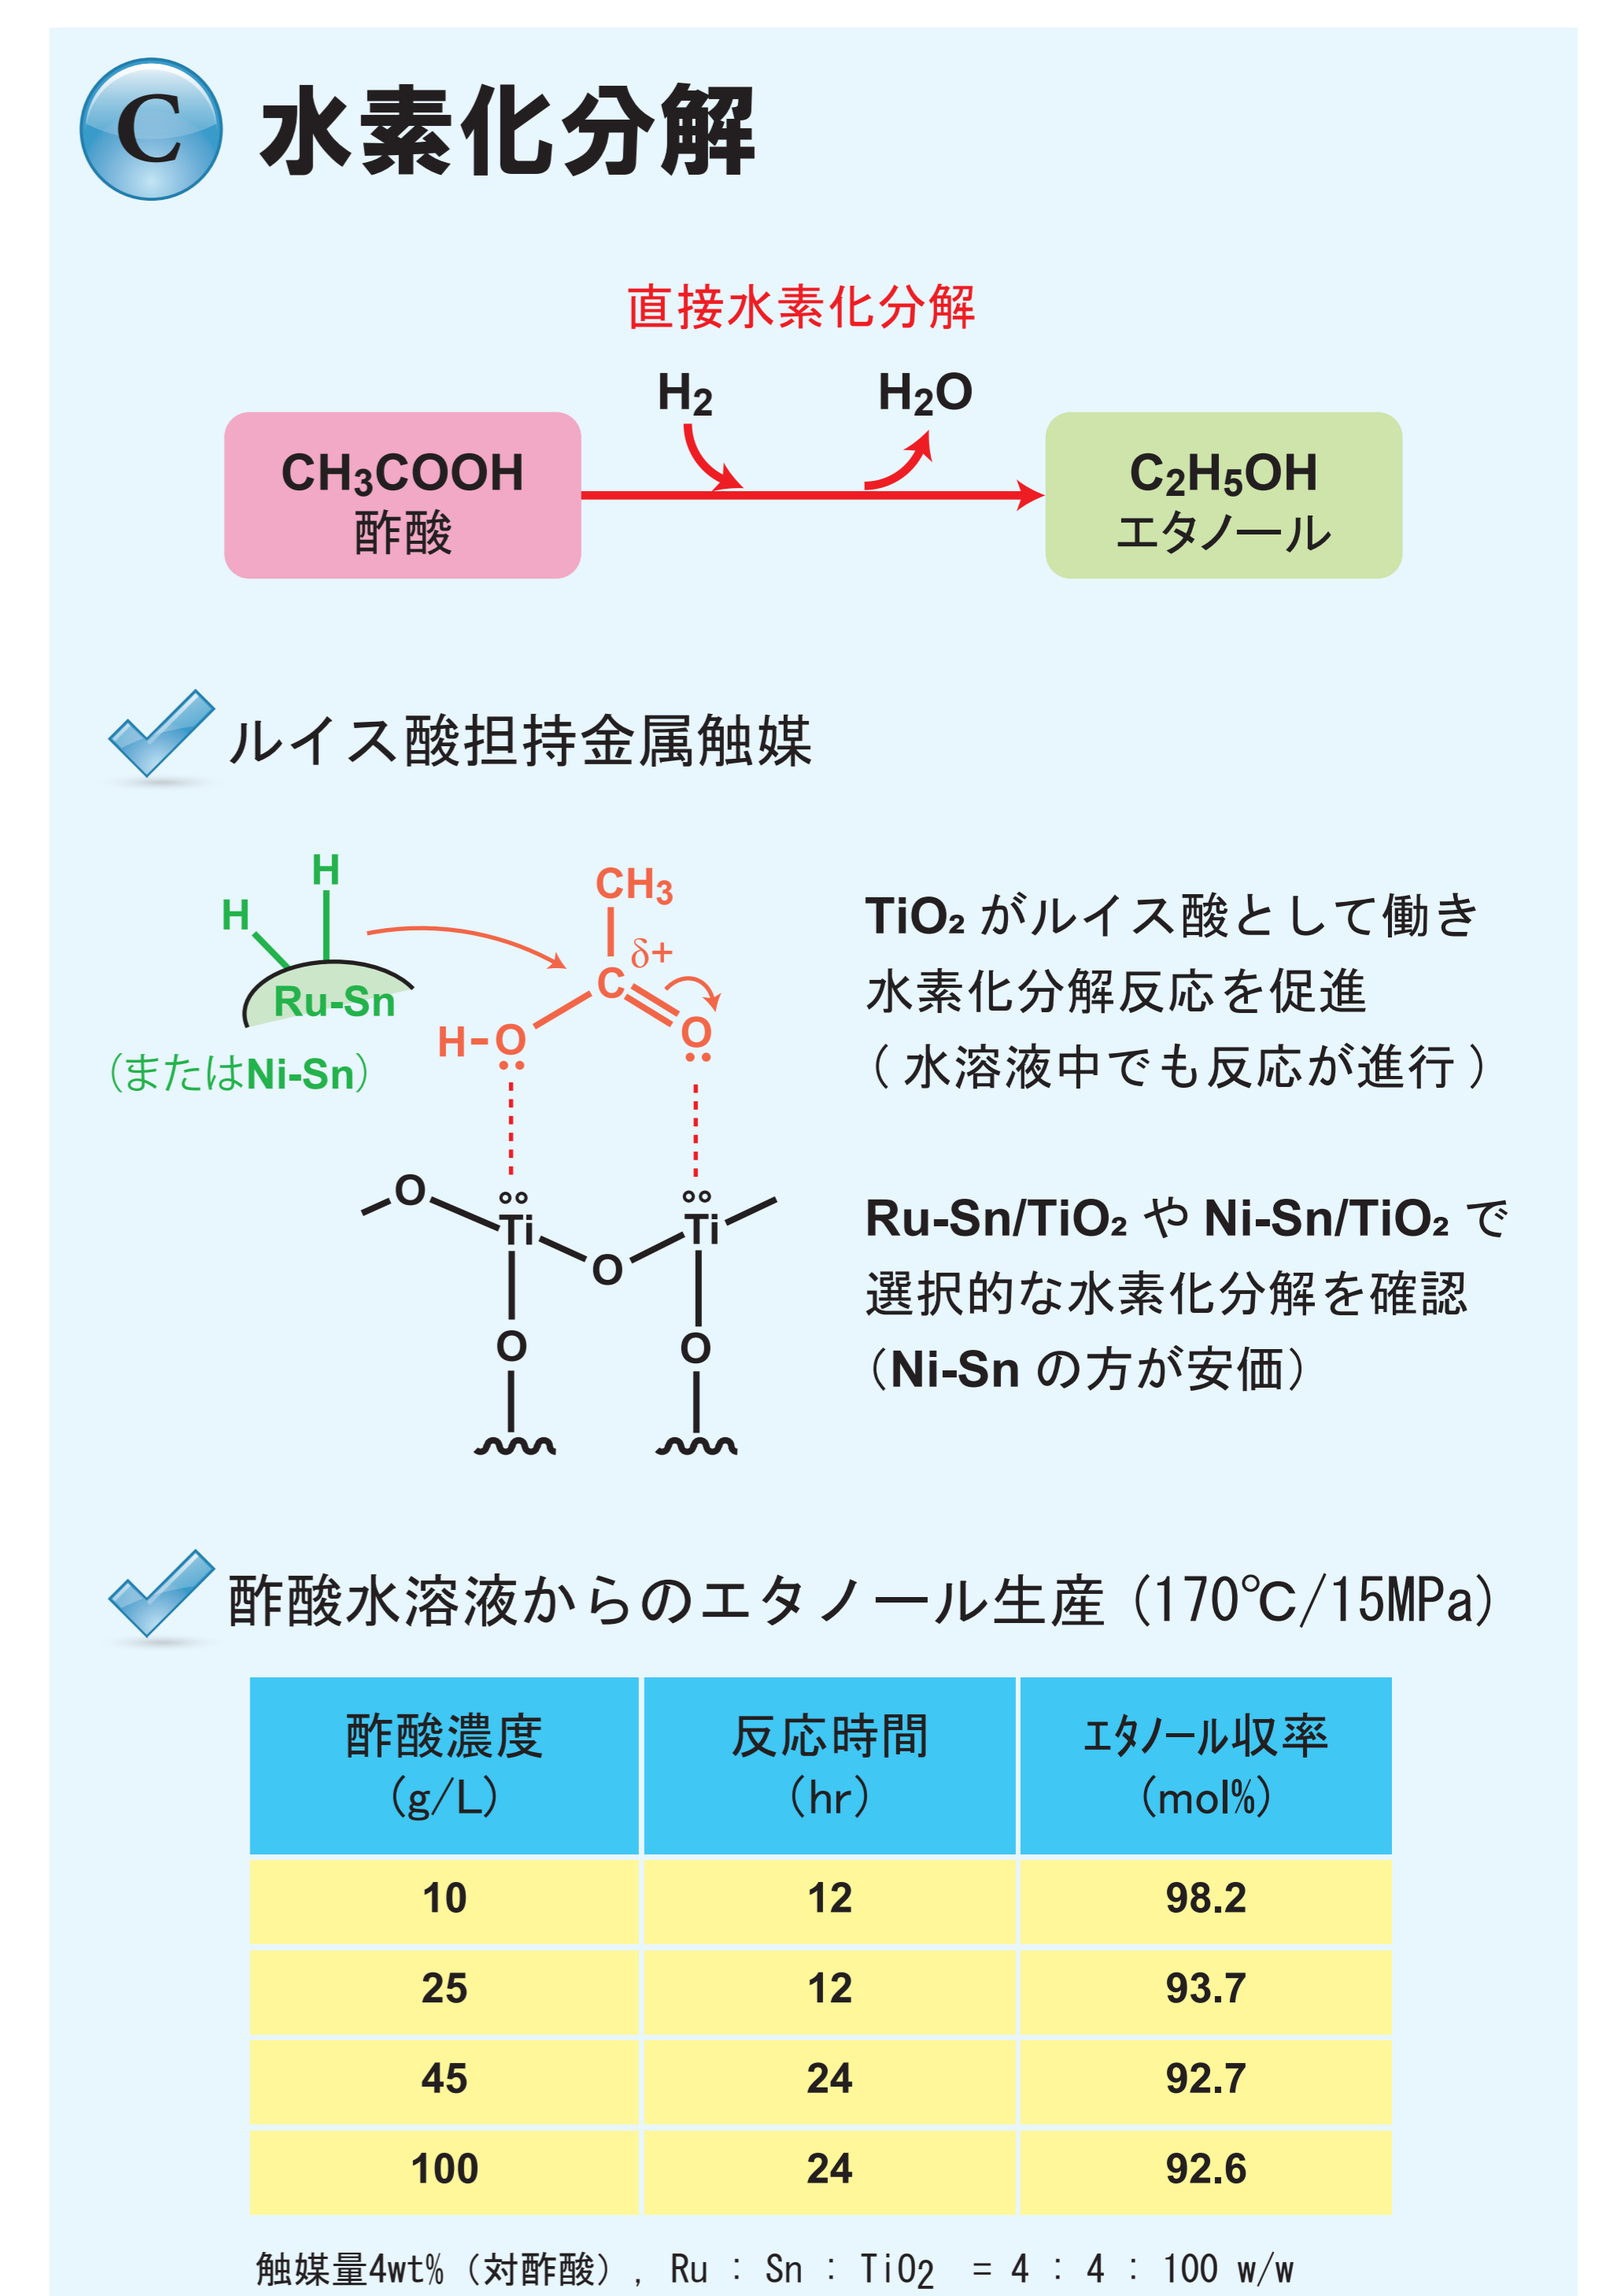 C 水素化分解
直接水素化分解
H2 H2O
CH3COOH C2H5OH
酢酸 エタノール
ルイス酸担持金属触媒
H
H
Ru-Sn
(またはNi-Sn)
CH3
δ+
C
H-O O
O Ti Ti
O
O O
TiO₂ がルイス酸として働き
水素化分解反応を促進
( 水溶液中でも反応が進行 )
Ru-Sn/TiO₂ や Ni-Sn/TiO₂ で
選択的な水素化分解を確認
(Ni-Sn の方が安価)
酢酸水溶液からのエタノール生産 (170℃/15MPa)
酢酸濃度 反応時間 エタノール収率
(g/L) (hr) (mol%)
10 12 98.2
25 12 93.7
45 24 92.7
100 24 92.6
触媒量4wt% (対酢酸), Ru : Sn : TiO2 = 4 : 4 : 100 w/w